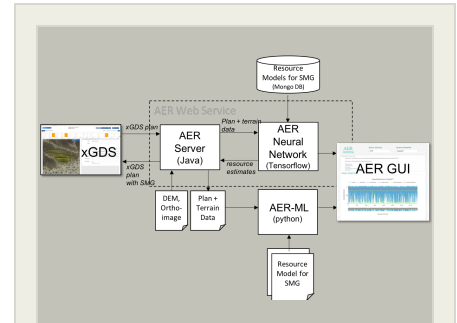 Resource
Models for SMG
(Mongo DB)
AER Web Service
xGDS plan
Plan + terrain
data
xGDS
AER
Server
(Java)
AER
Neural
Network
(Tensorflow)
AER GUI
xGDS
plan
with SMG
resource
estimates
DEM,
Ortho-
image
Plan +
Terrain
Data
AER-ML
(python)
Resource
Model for
SMG